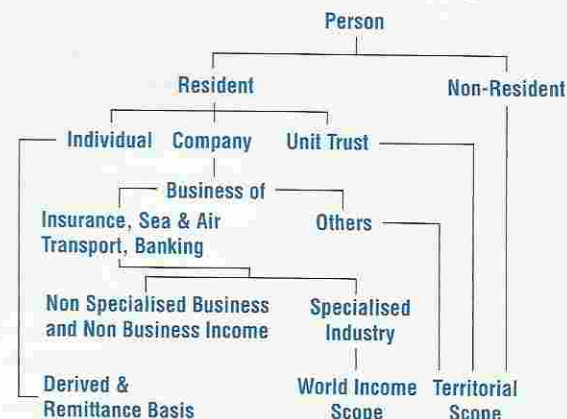 Person
Resident
Non-Resident
Individual
Company
Unit Trust
Business of
Insurance, Sea & Air
Transport, Banking
Others
Non Specialised Business
and Non Business Income
Specialised
Industry
Derived &
Remittance Basis
World Income
Scope
Territorial
Scope